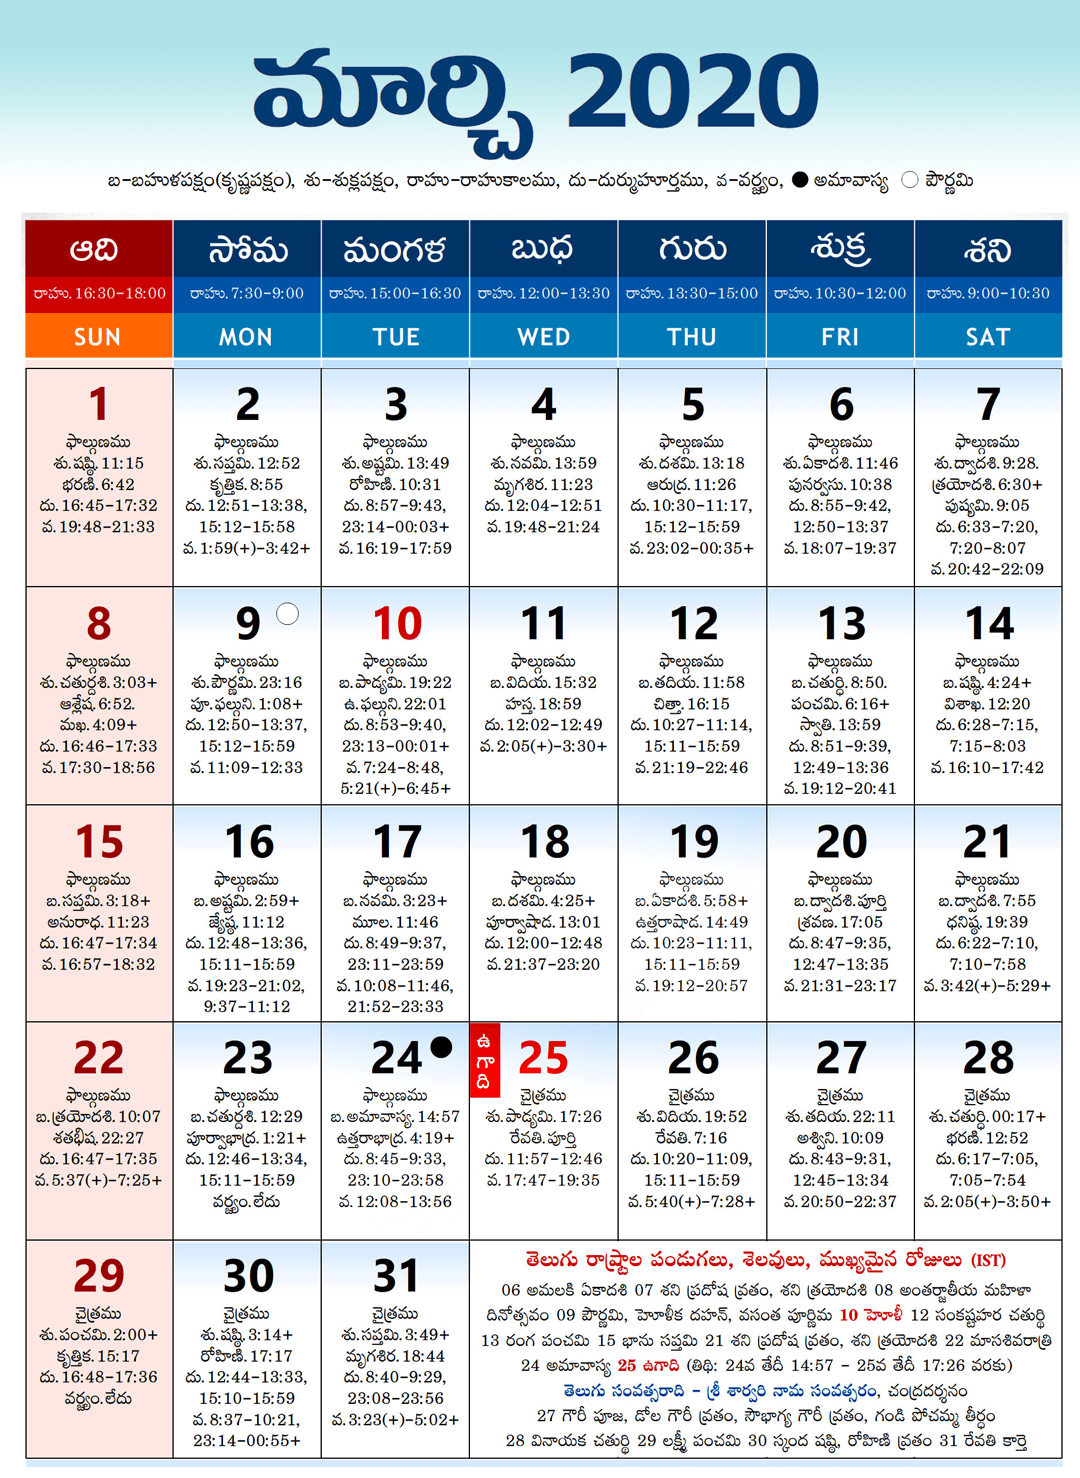 మార్చి 2020
బ-బహుళపక్షం(కృష్ణపక్షం), శు-శుక్లపక్షం, రాహు-రాహుకాలము, దు-దుర్ముహూర్తము, వ-వర్జ్యం, ● అమావాస్య ○ పౌర్ణమి
ఆది సోమ మంగళ బుధ గురు శుక్ర శని
రాహు.16:30-18:00 రాహు.7:30-9:00 రాహు.15:00-16:30 రాహు.12:00-13:30 రాహు.13:30-15:00 రాహు.10:30-12:00 రాహు.9:00-10:30
SUN MON TUE WED THU FRI SAT
1
ఫాల్గుణము
శు.షష్ఠి.11:15
భరణి.6:42
దు.16:45-17:32
వ.19:48-21:33
2
ఫాల్గుణము
శు.సప్తమి.12:52
కృత్తిక.8:55
దు.12:51-13:38,
15:12-15:58
వ.1:59(+)-3:42+
3
ఫాల్గుణము
శు.అష్టమి.13:49
రోహిణి.10:31
దు.8:57-9:43,
23:14-00:03+
వ.16:19-17:59
4
ఫాల్గుణము
శు.నవమి.13:59
మృగశిర.11:23
దు.12:04-12:51
వ.19:48-21:24
5
ఫాల్గుణము
శు.దశమి.13:18
ఆరుద్ర.11:26
దు.10:30-11:17,
15:12-15:59
వ.23:02-00:35+
6
ఫాల్గుణము
శు.ఏకాదశి.11:46
పునర్వసు.10:38
దు.8:55-9:42,
12:50-13:37
వ.18:07-19:37
7
ఫాల్గుణము
శు.ద్వాదశి.9:28.
త్రయోదశి.6:30+
పుష్యమి.9:05
దు.6:33-7:20,
7:20-8:07
వ.20:42-22:09
8
ఫాల్గుణము
శు.చతుర్దశి.3:03+
ఆశ్లేష.6:52.
మఖ.4:09+
దు.16:46-17:33
వ.17:30-18:56
9
ఫాల్గుణము
శు.పౌర్ణమి.23:16
పూ.ఫల్గుని.1:08+
దు.12:50-13:37,
15:12-15:59
వ.11:09-12:33
10
ఫాల్గుణము
బ.పాడ్యమి.19:22
ఉ.ఫల్గుని.22:01
దు.8:53-9:40,
23:13-00:01+
వ.7:24-8:48,
5:21(+)-6:45+
11
ఫాల్గుణము
బ.విదియ.15:32
హస్త.18:59
దు.12:02-12:49
వ.2:05(+)-3:30+
12
ఫాల్గుణము
బ.తదియ.11:58
చిత్తా.16:15
దు.10:27-11:14,
15:11-15:59
వ.21:19-22:46
13
ఫాల్గుణము
బ.చతుర్ధి.8:50.
పంచమి.6:16+
స్వాతి.13:59
దు.8:51-9:39,
12:49-13:36
వ.19:12-20:41
14
ఫాల్గుణము
బ.షష్ఠి.4:24+
విశాఖ.12:20
దు.6:28-7:15,
7:15-8:03
వ.16:10-17:42
15
ఫాల్గుణము
బ.సప్తమి.3:18+
అనురాధ.11:23
దు.16:47-17:34
వ.16:57-18:32
16
ఫాల్గుణము
బ.అష్టమి.2:59+
జ్యేష్ఠ.11:12
దు.12:48-13:36,
15:11-15:59
వ.19:23-21:02,
9:37-11:12
17
ఫాల్గుణము
బ.నవమి.3:23+
మూల.11:46
దు.8:49-9:37,
23:11-23:59
వ.10:08-11:46,
21:52-23:33
18
ఫాల్గుణము
బ.దశమి.4:25+
పూర్వాషాడ.13:01
దు.12:00-12:48
వ.21:37-23:20
19
ఫాల్గుణము
బ.ఏకాదశి.5:58+
ఉత్తరాషాడ.14:49
దు.10:23-11:11,
15:11-15:59
వ.19:12-20:57
20
ఫాల్గుణము
బ.ద్వాదశి.పూర్తి
శ్రవణ.17:05
దు.8:47-9:35,
12:47-13:35
వ.21:31-23:17
21
ఫాల్గుణము
బ.ద్వాదశి.7:55
ధనిష్ఠ.19:39
దు.6:22-7:10,
7:10-7:58
వ.3:42(+)-5:29+
22
ఫాల్గుణము
బ.త్రయోదశి.10:07
శతభిష.22:27
దు.16:47-17:35
వ.5:37(+)-7:25+
23
ఫాల్గుణము
బ.చతుర్దశి.12:29
పూర్వాభాద్ర.1:21+
దు.12:46-13:34,
15:11-15:59
వర్జ్యం.లేదు
24
ఫాల్గుణము
బ.అమావాస్య.14:57
ఉత్తరాభాద్ర.4:19+
దు.8:45-9:33,
23:10-23:58
వ.12:08-13:56
ఉగాది
25
చైత్రము
శు.పాడ్యమి.17:26
రేవతి.పూర్తి
దు.11:57-12:46
వ.17:47-19:35
26
చైత్రము
శు.విదియ.19:52
రేవతి.7:16
దు.10:20-11:09,
15:11-15:59
వ.5:40(+)-7:28+
27
చైత్రము
శు.తదియ.22:11
అశ్విని.10:09
దు.8:43-9:31,
12:45-13:34
వ.20:50-22:37
28
చైత్రము
శు.చతుర్ధి.00:17+
భరణి.12:52
దు.6:17-7:05,
7:05-7:54
వ.2:05(+)-3:50+
29
చైత్రము
శు.పంచమి.2:00+
కృత్తిక.15:17
దు.16:48-17:36
వర్జ్యం.లేదు
30
చైత్రము
శు.షష్ఠి.3:14+
రోహిణి.17:17
దు.12:44-13:33,
15:10-15:59
వ.8:37-10:21,
23:14-00:55+
31
చైత్రము
శు.సప్తమి.3:49+
మృగశిర.18:44
దు.8:40-9:29,
23:08-23:56
వ.3:23(+)-5:02+
తెలుగు రాష్ట్రాల పండుగలు, శెలవులు, ముఖ్యమైన రోజులు (IST)
06 అమలకి ఏకాదశి 07 శని ప్రదోష వ్రతం, శని త్రయోదశి 08 అంతర్జాతీయ మహిళా
దినోత్సవం 09 పౌర్ణమి, హెూళీక దహన్, వసంత పూర్ణిమ 10 హెూళీ 12 సంకష్టహర చతుర్థి
13 రంగ పంచమి 15 భాను సప్తమి 21 శని ప్రదోష వ్రతం, శని త్రయోదశి 22 మాసశివరాత్రి
24 అమావాస్య 25 ఉగాది (తిథి: 24వ తేదీ 14:57 - 25వ తేదీ 17:26 వరకు)
తెలుగు సంవత్సరాది - శ్రీ శార్వరి నామ సంవత్సరం, చంద్రదర్శనం
27 గౌరీ పూజ, డోల గౌరీ వ్రతం, సౌభాగ్య గౌరీ వ్రతం, గండి పోచమ్మ తీర్ధం
28 వినాయక చతుర్థి 29 లక్ష్మీ పంచమి 30 స్కంద షష్ఠి, రోహిణి వ్రతం 31 రేవతి కార్తె